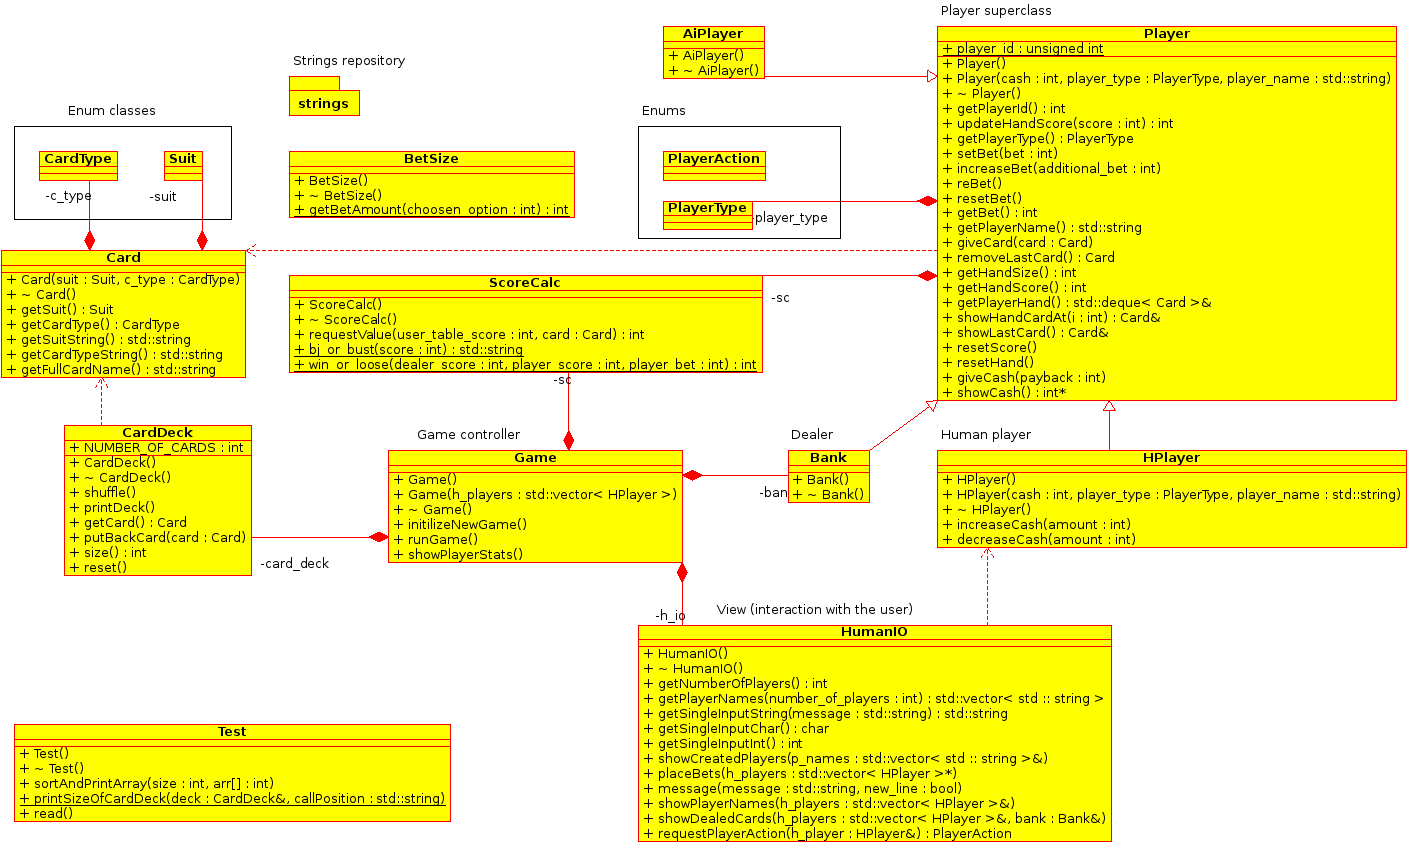 Player superclass
AiPlayer
+ AiPlayer()
+ ~ AiPlayer()
Player
+ player_id : unsigned int
+ Player()
+ Player(cash : int, player_type : PlayerType, player_name : std::string)
+ ~ Player()
+ getPlayerId() : int
+ updateHandScore(score : int) : int
+ getPlayerType() : PlayerType
+ setBet(bet : int)
+ increaseBet(additional_bet : int)
+ reBet()
+ resetBet()
+ getBet() : int
+ getPlayerName() : std::string
+ giveCard(card : Card)
+ removeLastCard() : Card
+ getHandSize() : int
+ getHandScore() : int
+ getPlayerHand() : std::deque< Card >&
+ showHandCardAt(i : int) : Card&
+ showLastCard() : Card&
+ resetScore()
+ resetHand()
+ giveCash(payback : int)
+ showCash() : int*
Strings repository
strings
Enum classes
CardType
Suit
-c_type
-suit
Enums
PlayerAction
PlayerType
-player_type
BetSize
+ BetSize()
+ ~ BetSize()
+ getBetAmount(choosen_option : int) : int
Card
+ Card(suit : Suit, c_type : CardType)
+ ~ Card()
+ getSuit() : Suit
+ getCardType() : CardType
+ getSuitString() : std::string
+ getCardTypeString() : std::string
+ getFullCardName() : std::string
ScoreCalc
+ ScoreCalc()
+ ~ ScoreCalc()
+ requestValue(user_table_score : int, card : Card) : int
+ bj_or_bust(score : int) : std::string
+ win_or_loose(dealer_score : int, player_score : int, player_bet : int) : int
-sc
-sc
CardDeck
+ NUMBER_OF_CARDS : int
+ CardDeck()
+ ~ CardDeck()
+ shuffle()
+ printDeck()
+ getCard() : Card
+ putBackCard(card : Card)
+ size() : int
+ reset()
-card_deck
Game controller
Game
+ Game()
+ Game(h_players : std::vector< HPlayer >)
+ ~ Game()
+ initilizeNewGame()
+ runGame()
+ showPlayerStats()
Dealer
Bank
+ Bank()
+ ~ Bank()
-ban
Human player
HPlayer
+ HPlayer()
+ HPlayer(cash : int, player_type : PlayerType, player_name : std::string)
+ ~ HPlayer()
+ increaseCash(amount : int)
+ decreaseCash(amount : int)
-h_io
View (interaction with the user)
HumanIO
+ HumanIO()
+ ~ HumanIO()
+ getNumberOfPlayers() : int
+ getPlayerNames(number_of_players : int) : std::vector< std :: string >
+ getSingleInputString(message : std::string) : std::string
+ getSingleInputChar() : char
+ getSingleInputInt() : int
+ showCreatedPlayers(p_names : std::vector< std :: string >&)
+ placeBets(h_players : std::vector< HPlayer >*)
+ message(message : std::string, new_line : bool)
+ showPlayerNames(h_players : std::vector< HPlayer >&)
+ showDealedCards(h_players : std::vector< HPlayer >&, bank : Bank&)
+ requestPlayerAction(h_player : HPlayer&) : PlayerAction
Test
+ Test()
+ ~ Test()
+ sortAndPrintArray(size : int, arr[] : int)
+ printSizeOfCardDeck(deck : CardDeck&, callPosition : std::string)
+ read()